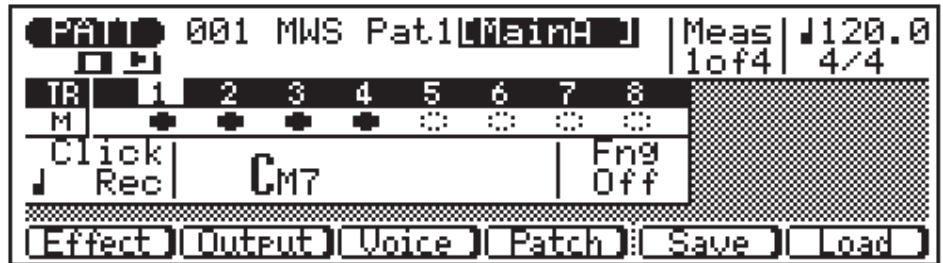 PATT 001 MWS Pat1[MainA ] Meas ♩120.0
1of4 4/4
TR 1 2 3 4 5 6 7 8
M
Click Rec CM7 Fng Off
Effect Output Voice Patch Save Load